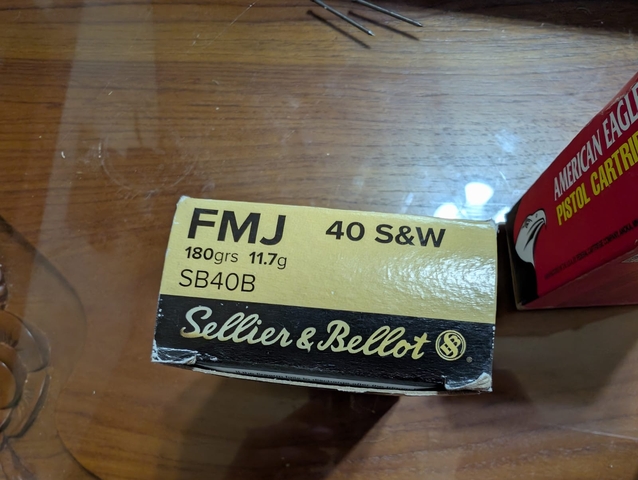 FMJ 40 S&W
180grs 11.7g
SB40B
Sellier & Bellot
AMERICAN EAGLE
PISTOL CARTRI